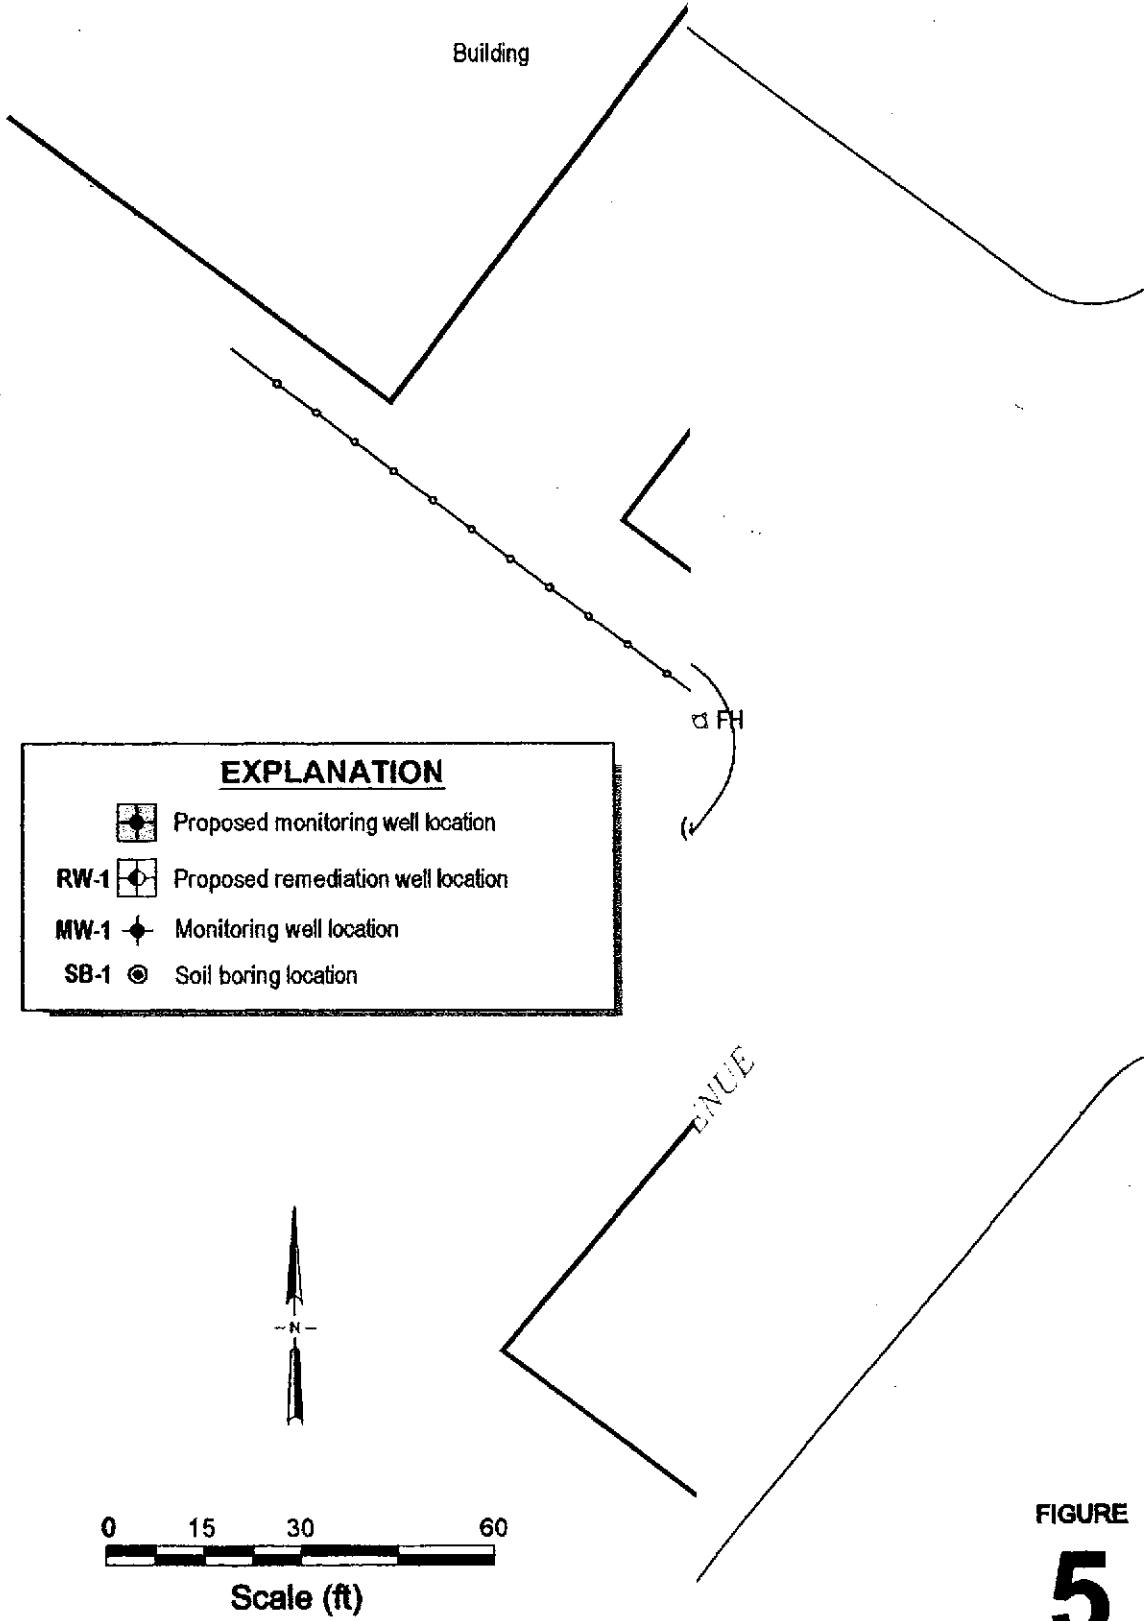 Building
FH
EXPLANATION
Proposed monitoring well location
RW-1 Proposed remediation well location
MW-1 Monitoring well location
SB-1 Soil boring location
ENUE
N
0 15 30 60
Scale (ft)
FIGURE
5